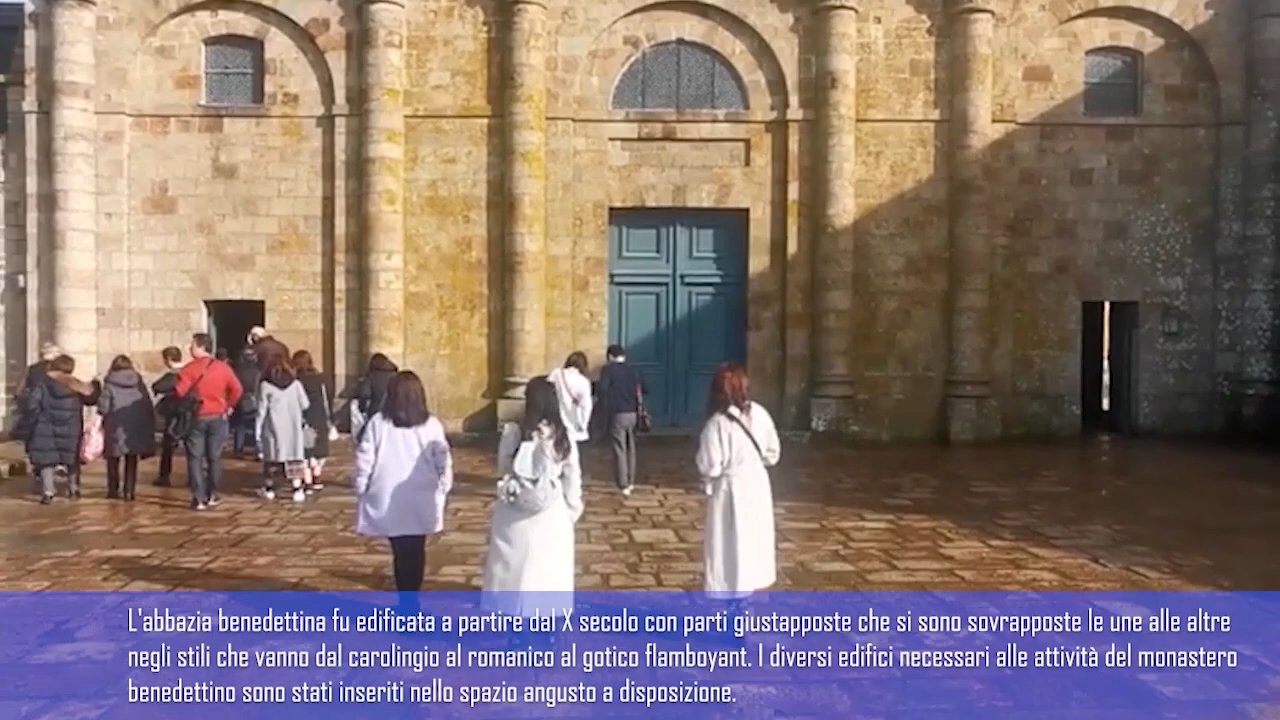 L'abbazia benedettina fu edificata a partire dal X secolo con parti giustapposte che si sono sovrapposte le une alle altre
negli stili che vanno dal carolingio al romanico al gotico flamboyant. I diversi edifici necessari alle attività del monastero
benedettino sono stati inseriti nello spazio angusto a disposizione.